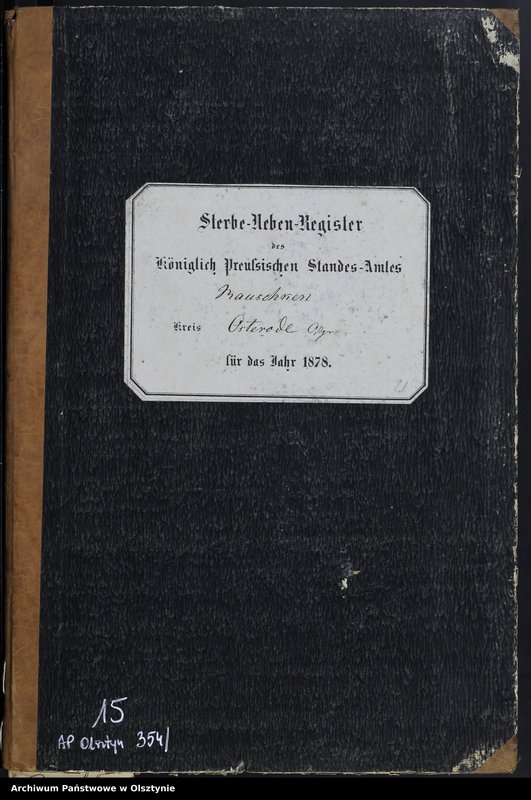 Sterbe-Neben-Register
des
Königlich Preußischen Standes-Amtes
Rauschken
Kreis Osterode Opr.
für das Jahr 1878.
21
15
AP Olsztyn 354/
Archiwum Państwowe w Olsztynie